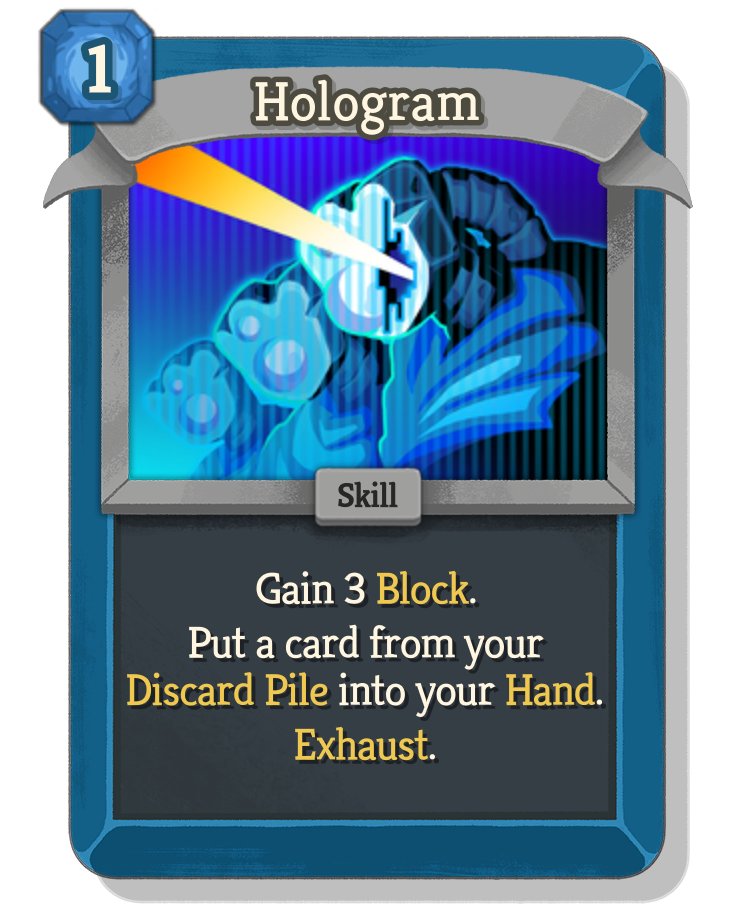 1
Hologram
Skill
Gain 3 Block.
Put a card from your
Discard Pile into your Hand.
Exhaust.